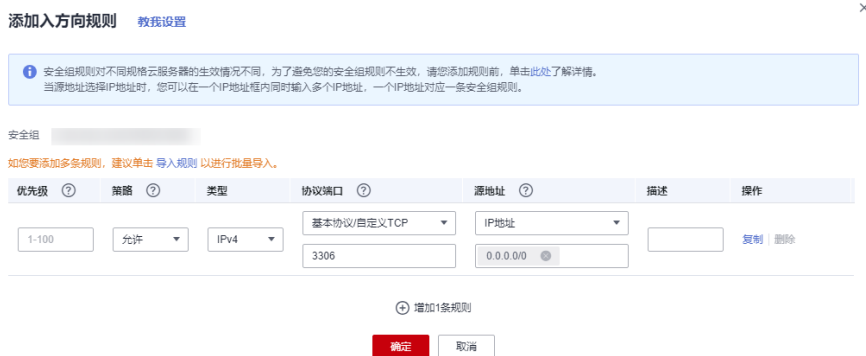 添加入方向规则 教我设置
安全组规则对不同规格云服务器的生效情况不同，为了避免您的安全组规则不生效，请您添加规则前，单击此处了解详情。
当源地址选择IP地址时，您可以在一个IP地址框内同时输入多个IP地址，一个IP地址对应一条安全组规则。
安全组
如您要添加多条规则，建议单击 导入规则 以进行批量导入。
优先级 ? 策略 ? 类型 协议端口 ? 源地址 ? 描述 操作
基本协议/自定义TCP IP地址
1-100 允许 IPv4 复制 删除
3306 0.0.0.0/0
增加1条规则
确定 取消